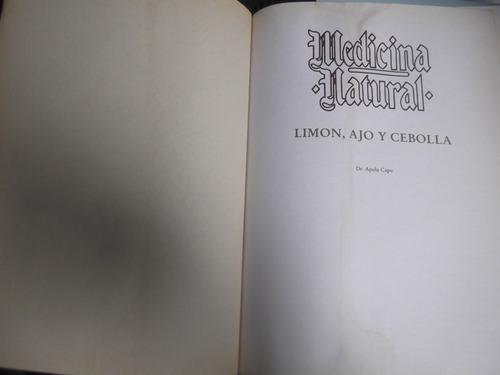 Medicina
·Natural·
LIMON, AJO Y CEBOLLA
Dr. Apolo Capo